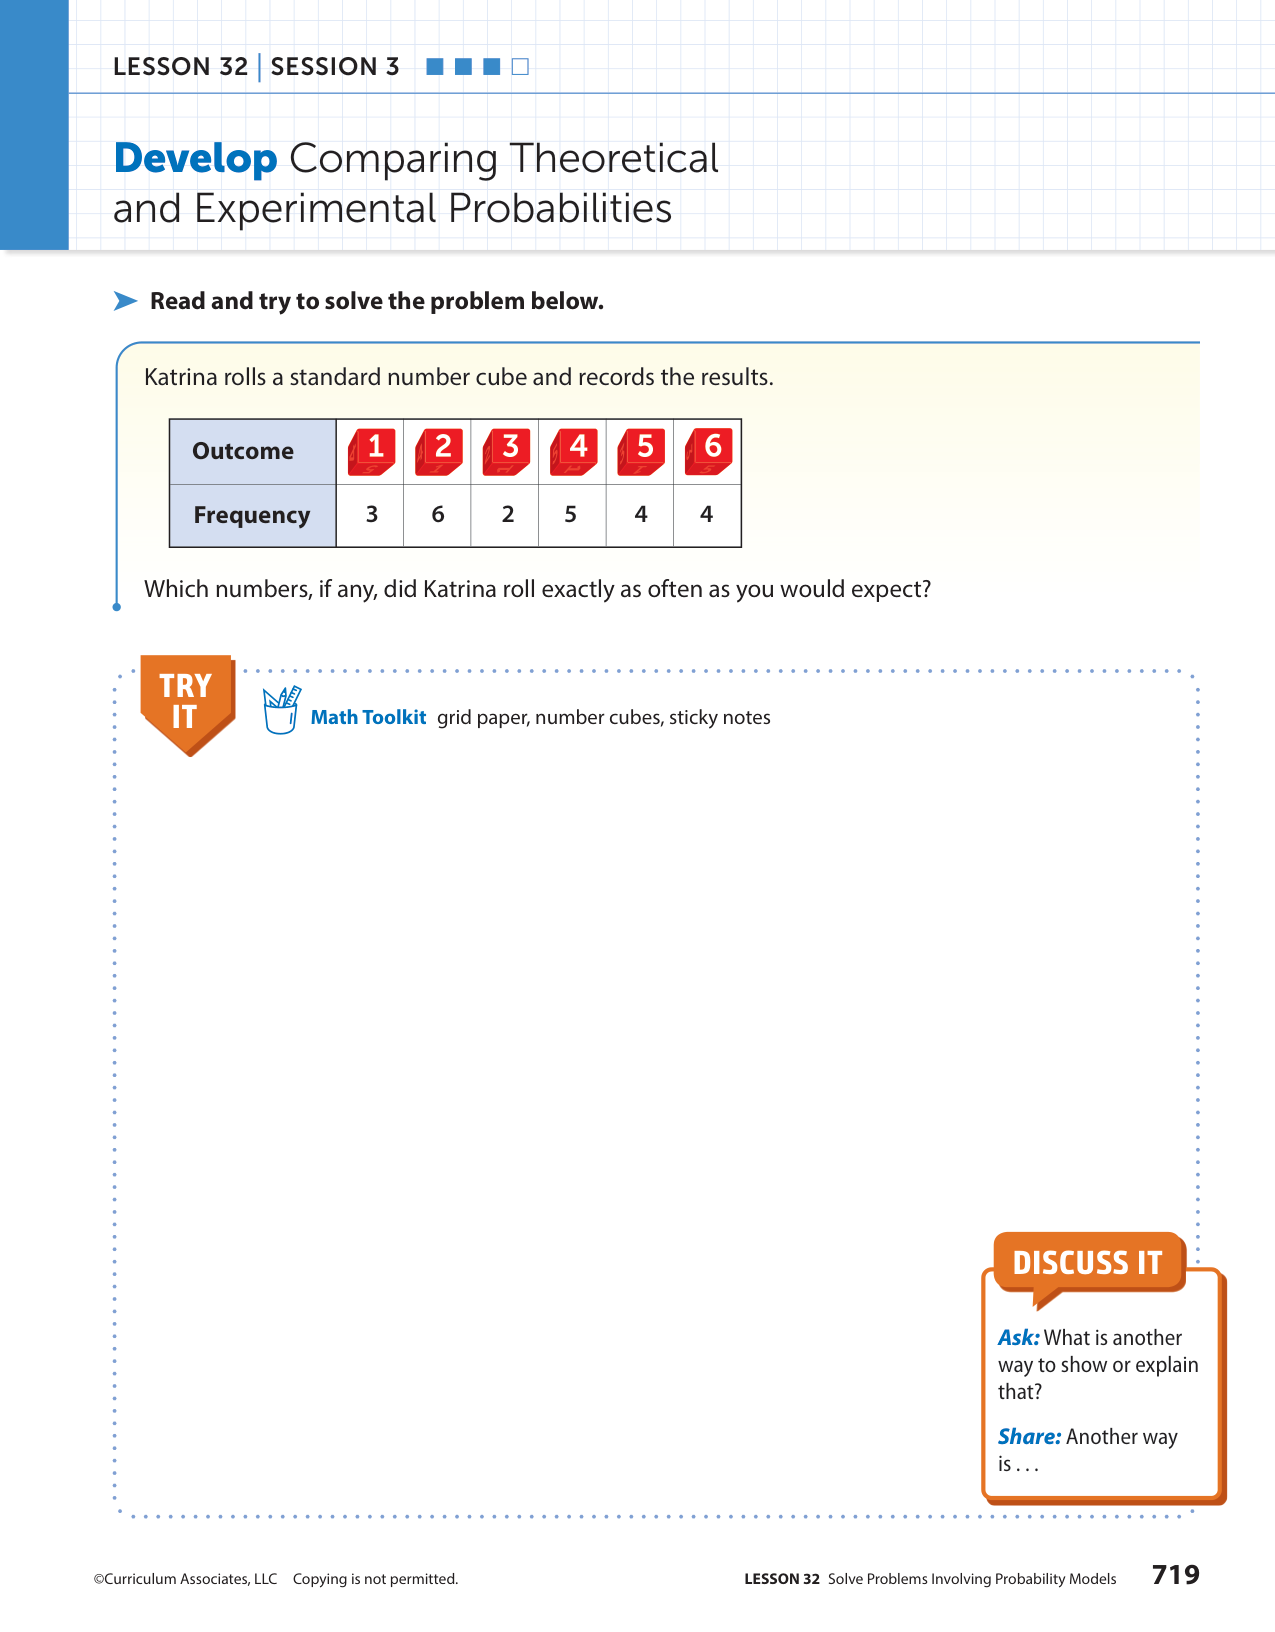 LESSON 32 | SESSION 3
Develop Comparing Theoretical
and Experimental Probabilities
Read and try to solve the problem below.
Katrina rolls a standard number cube and records the results.
Outcome 1 2 3 4 5 6
Frequency 3 6 2 5 4 4
Which numbers, if any, did Katrina roll exactly as often as you would expect?
TRY
IT
Math Toolkit grid paper, number cubes, sticky notes
DISCUSS IT
Ask: What is another
way to show or explain
that?
Share: Another way
is . . .
©Curriculum Associates, LLC Copying is not permitted.
LESSON 32 Solve Problems Involving Probability Models 719